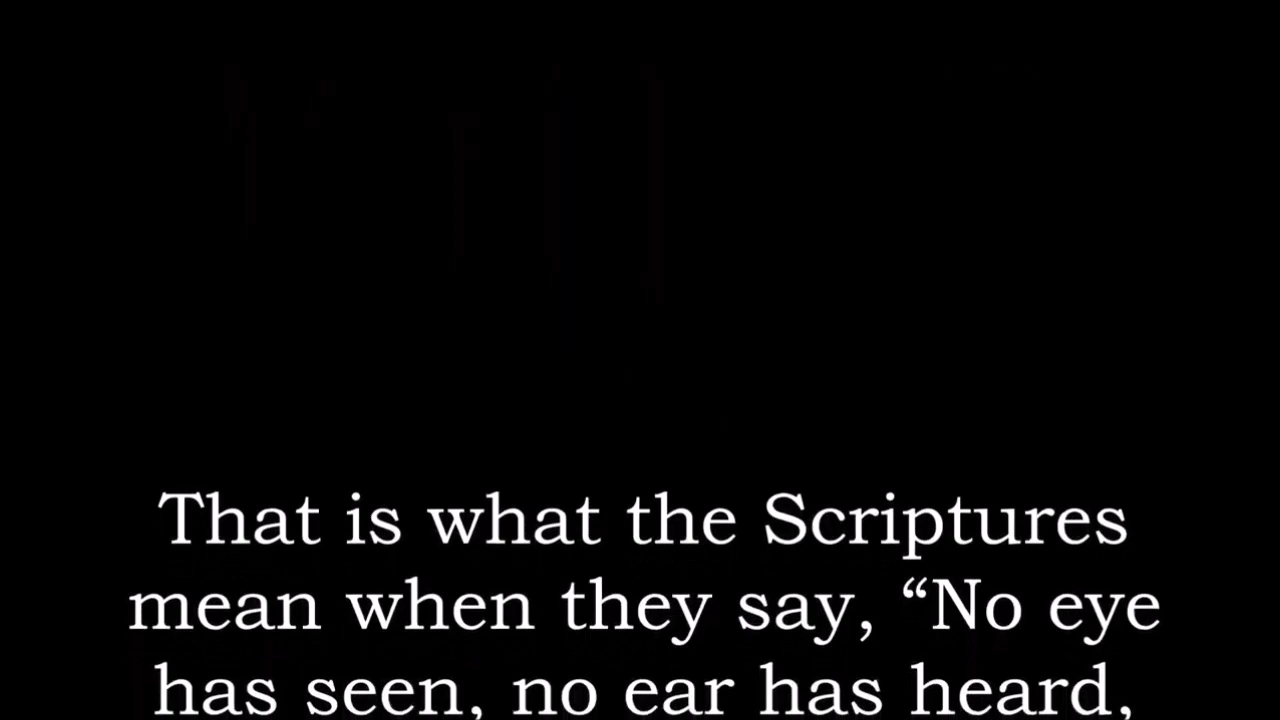 That is what the Scriptures
mean when they say, “No eye
has seen, no ear has heard,